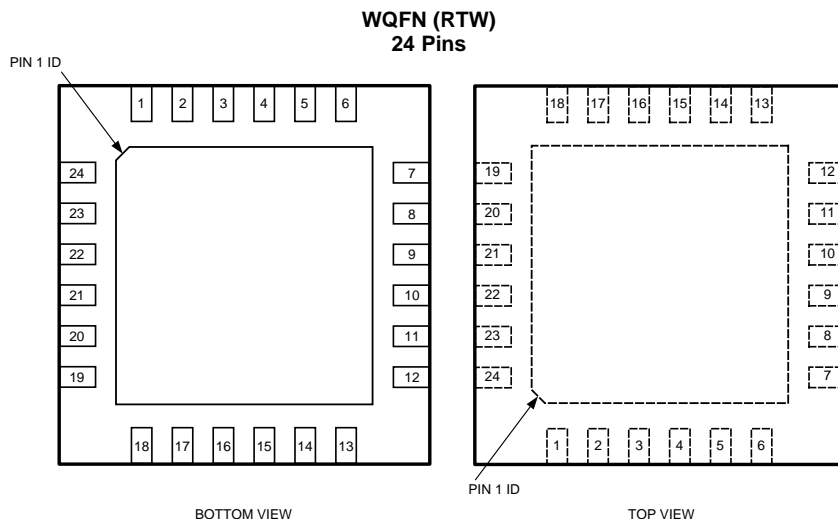 WQFN (RTW)
24 Pins
PIN 1 ID
1 2 3 4 5 6
24 7
23 8
22 9
21 10
20 11
19 12
18 17 16 15 14 13
BOTTOM VIEW
18 17 16 15 14 13
19 12
20 11
21 10
22 9
23 8
24 7
1 2 3 4 5 6
PIN 1 ID
TOP VIEW